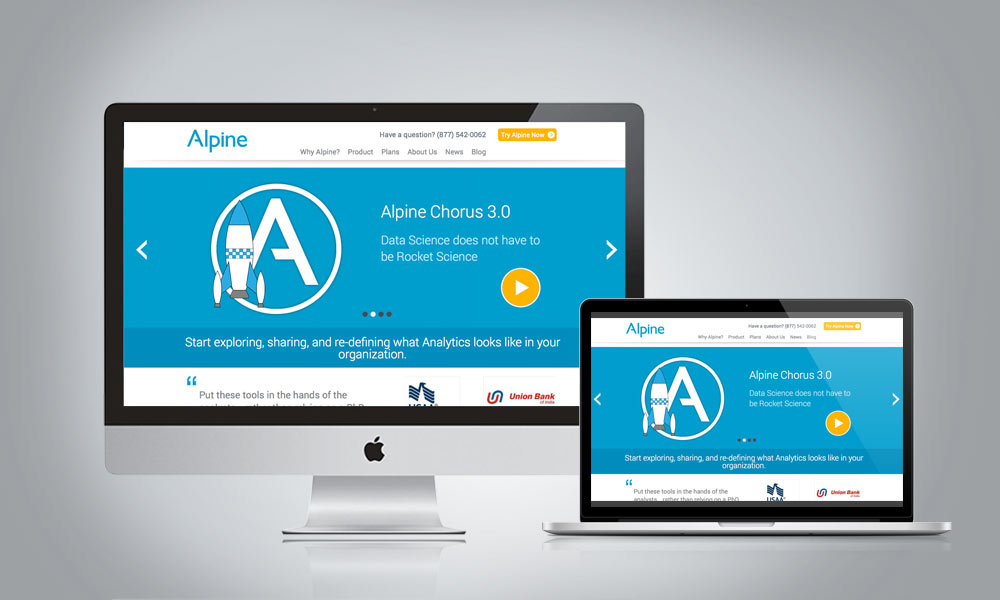 Alpine
Have a question? (877) 542-0062
Try Alpine Now
Why Alpine? Product Plans About Us News Blog
A
Alpine Chorus 3.0
Data Science does not have to
be Rocket Science
Start exploring, sharing, and re-defining what Analytics looks like in your
organization.
“ Put these tools in the hands of the
USAA
Union Bank
of India
Alpine
Have a question? (877) 542-0062
Try Alpine Now
Why Alpine? Product Plans About Us News Blog
A
Alpine Chorus 3.0
Data Science does not have to
be Rocket Science
Start exploring, sharing, and re-defining what Analytics looks like in your
organization.
“ Put these tools in the hands of the
analysts rather than relying on a PhD
USAA
Union Bank
of India